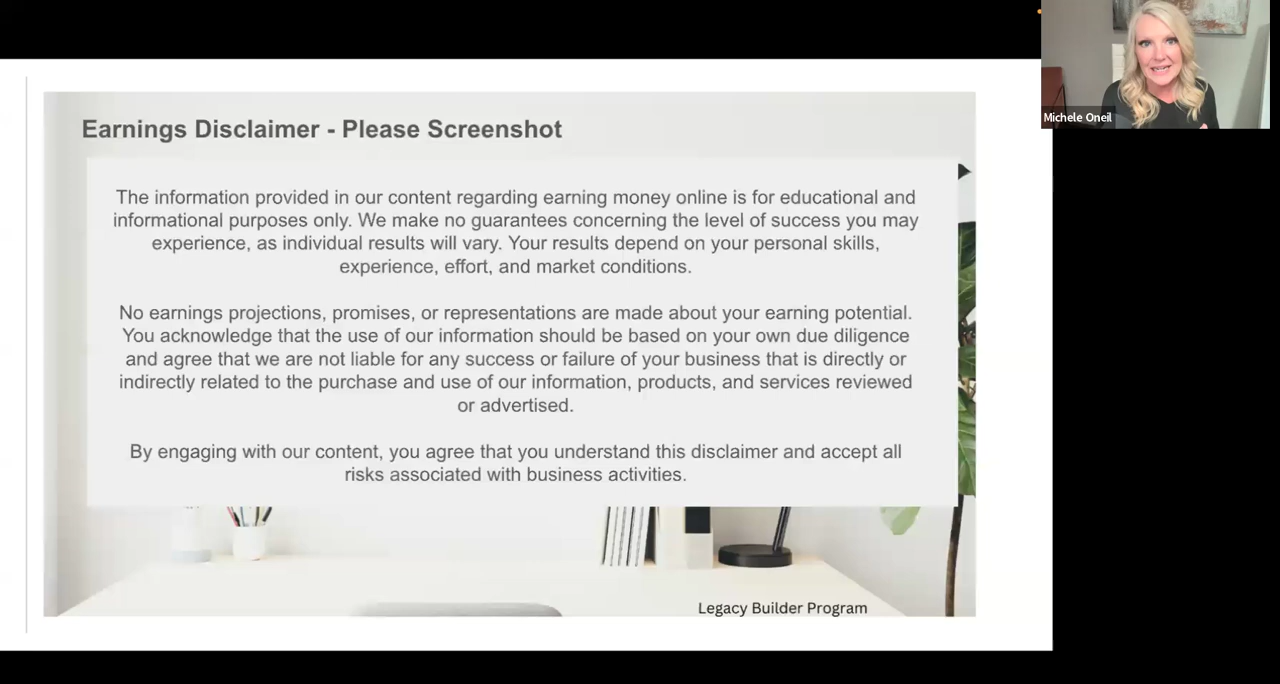 Earnings Disclaimer - Please Screenshot
The information provided in our content regarding earning money online is for educational and
informational purposes only. We make no guarantees concerning the level of success you may
experience, as individual results will vary. Your results depend on your personal skills,
experience, effort, and market conditions.
No earnings projections, promises, or representations are made about your earning potential.
You acknowledge that the use of our information should be based on your own due diligence
and agree that we are not liable for any success or failure of your business that is directly or
indirectly related to the purchase and use of our information, products, and services reviewed
or advertised.
By engaging with our content, you agree that you understand this disclaimer and accept all
risks associated with business activities.
Legacy Builder Program
Michele Oneil